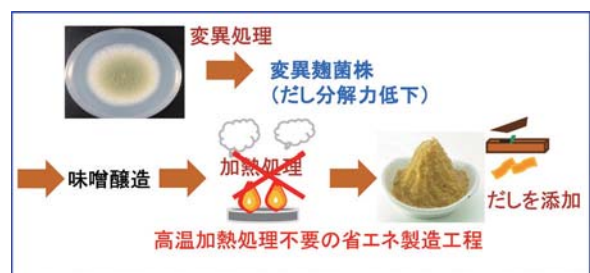 変異処理
変異麹菌株
（だし分解力低下）
味噌醸造
加熱処理
だしを添加
高温加熱処理不要の省エネ製造工程